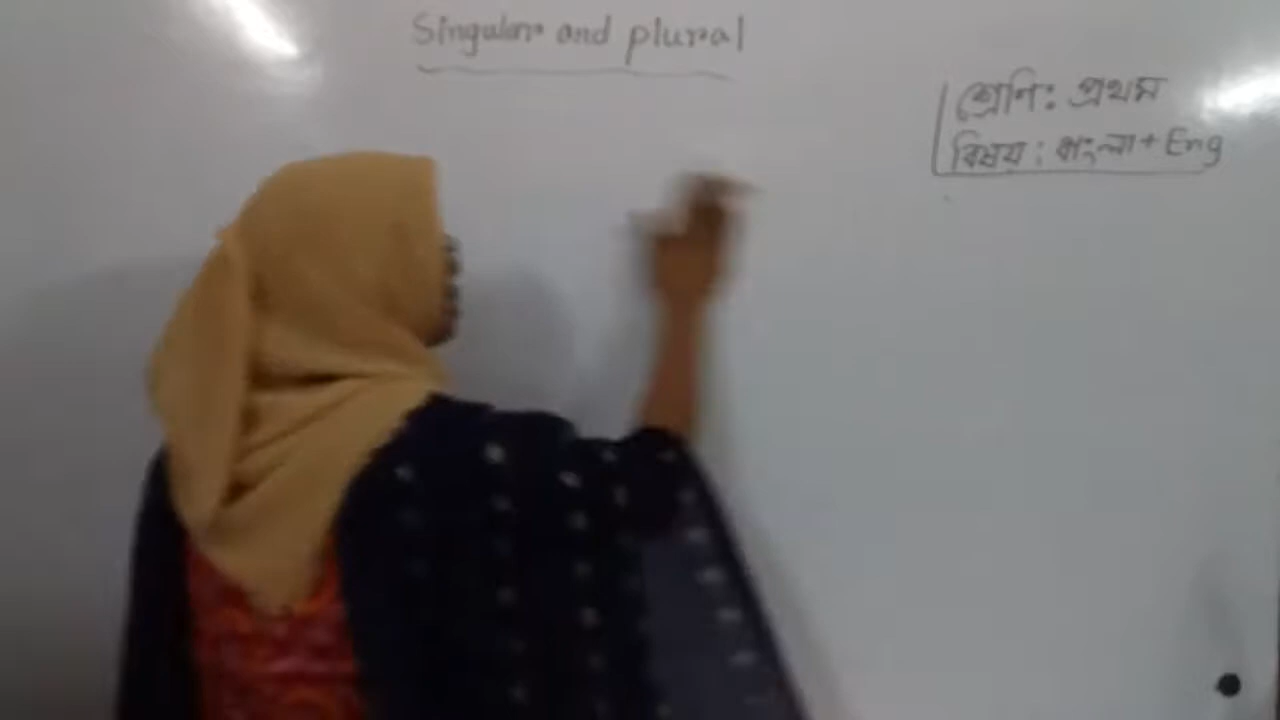 Singular and plural
শ্রেণি: প্রথম
বিষয়: বাংলা + Eng